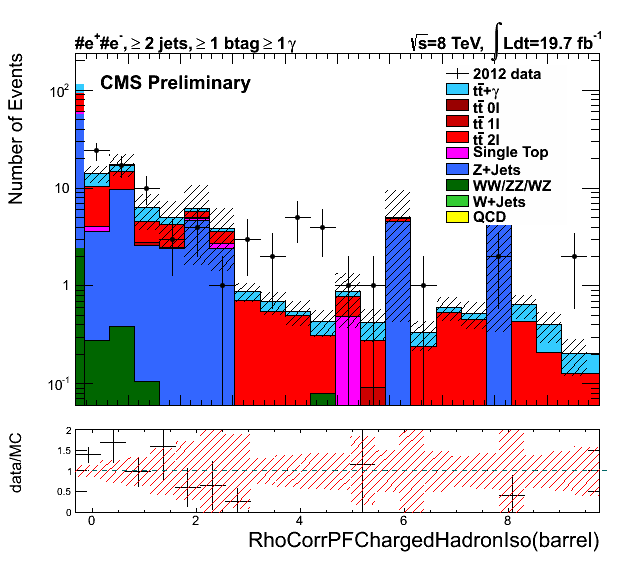 #e⁺#e⁻, ≥ 2 jets, ≥ 1 btag ≥ 1γ
√s=8 TeV, ∫ Ldt=19.7 fb⁻¹
CMS Preliminary
Number of Events
10²
10
1
10⁻¹
2012 data
tt̄+γ
tt̄ 0l
tt̄ 1l
tt̄ 2l
Single Top
Z+Jets
WW/ZZ/WZ
W+Jets
QCD
data/MC
2
1.5
1
0.5
0
0 2 4 6 8
RhoCorrPFChargedHadronIso(barrel)